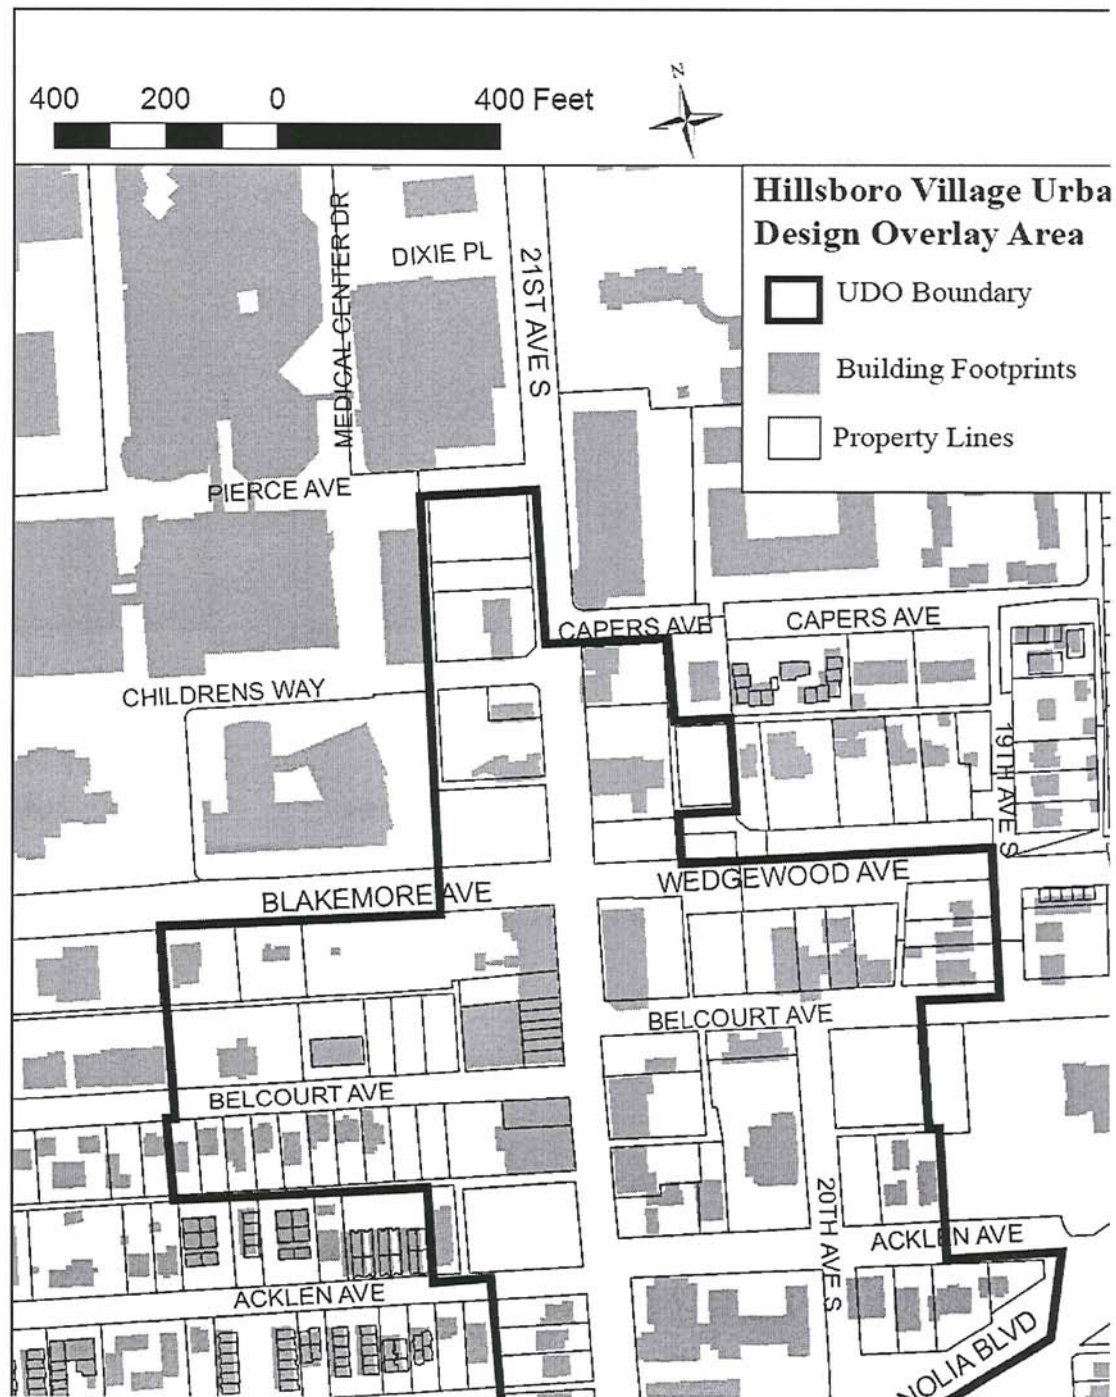 400 200 0 400 Feet
N
Hillsboro Village Urba
Design Overlay Area
UDO Boundary
Building Footprints
Property Lines
MEDICAL CENTER DR
DIXIE PL
21ST AVE S
PIERCE AVE
CAPERS AVE
CAPERS AVE
CHILDRENS WAY
19TH AVE S
BLAKEMORE AVE
WEDGEWOOD AVE
BELCOURT AVE
BELCOURT AVE
20TH AVE S
ACKLEN AVE
ACKLEN AVE
NOLIA BLVD